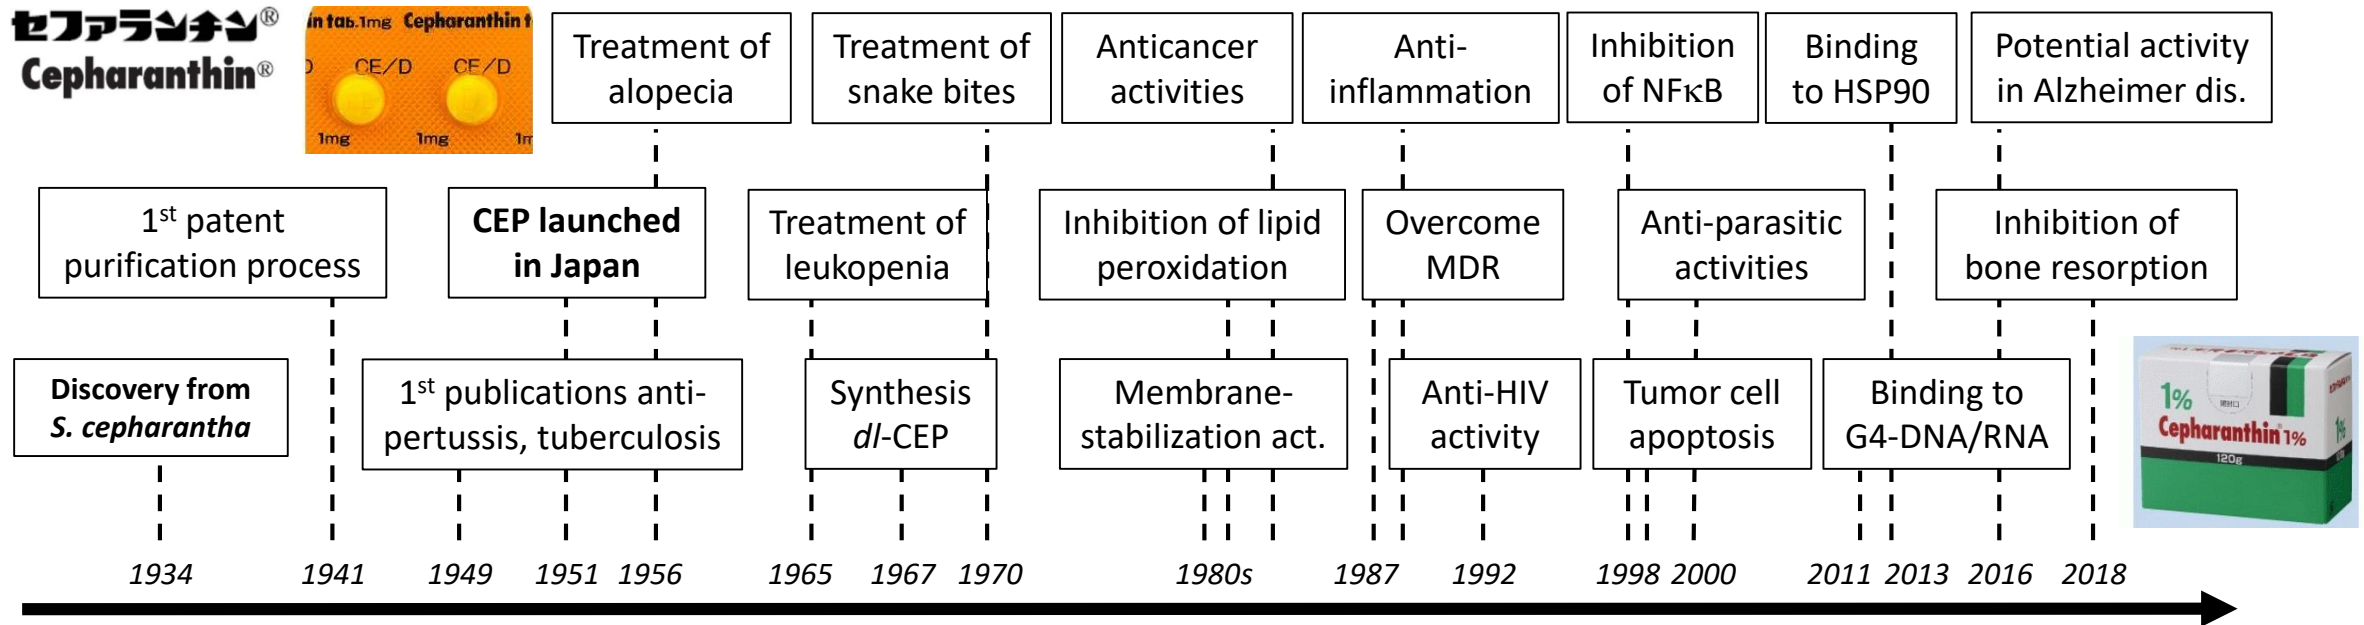 セファランチン®
Cepharanthin®
in tab.1mg Cepharanthin t
CE/D CE/D
1mg 1mg 1m
Treatment of
alopecia
Treatment of
snake bites
Anticancer
activities
Anti-
inflammation
Inhibition
of NFκB
Binding
to HSP90
Potential activity
in Alzheimer dis.
1st patent
purification process
CEP launched
in Japan
Treatment of
leukopenia
Inhibition of lipid
peroxidation
Overcome
MDR
Anti-parasitic
activities
Inhibition of
bone resorption
Discovery from
S. cepharantha
1st publications anti-
pertussis, tuberculosis
Synthesis
dl-CEP
Membrane-
stabilization act.
Anti-HIV
activity
Tumor cell
apoptosis
Binding to
G4-DNA/RNA
1%
Cepharanthin 1%
1%
120g
1934 1941 1949 1951 1956 1965 1967 1970 1980s 1987 1992 1998 2000 2011 2013 2016 2018